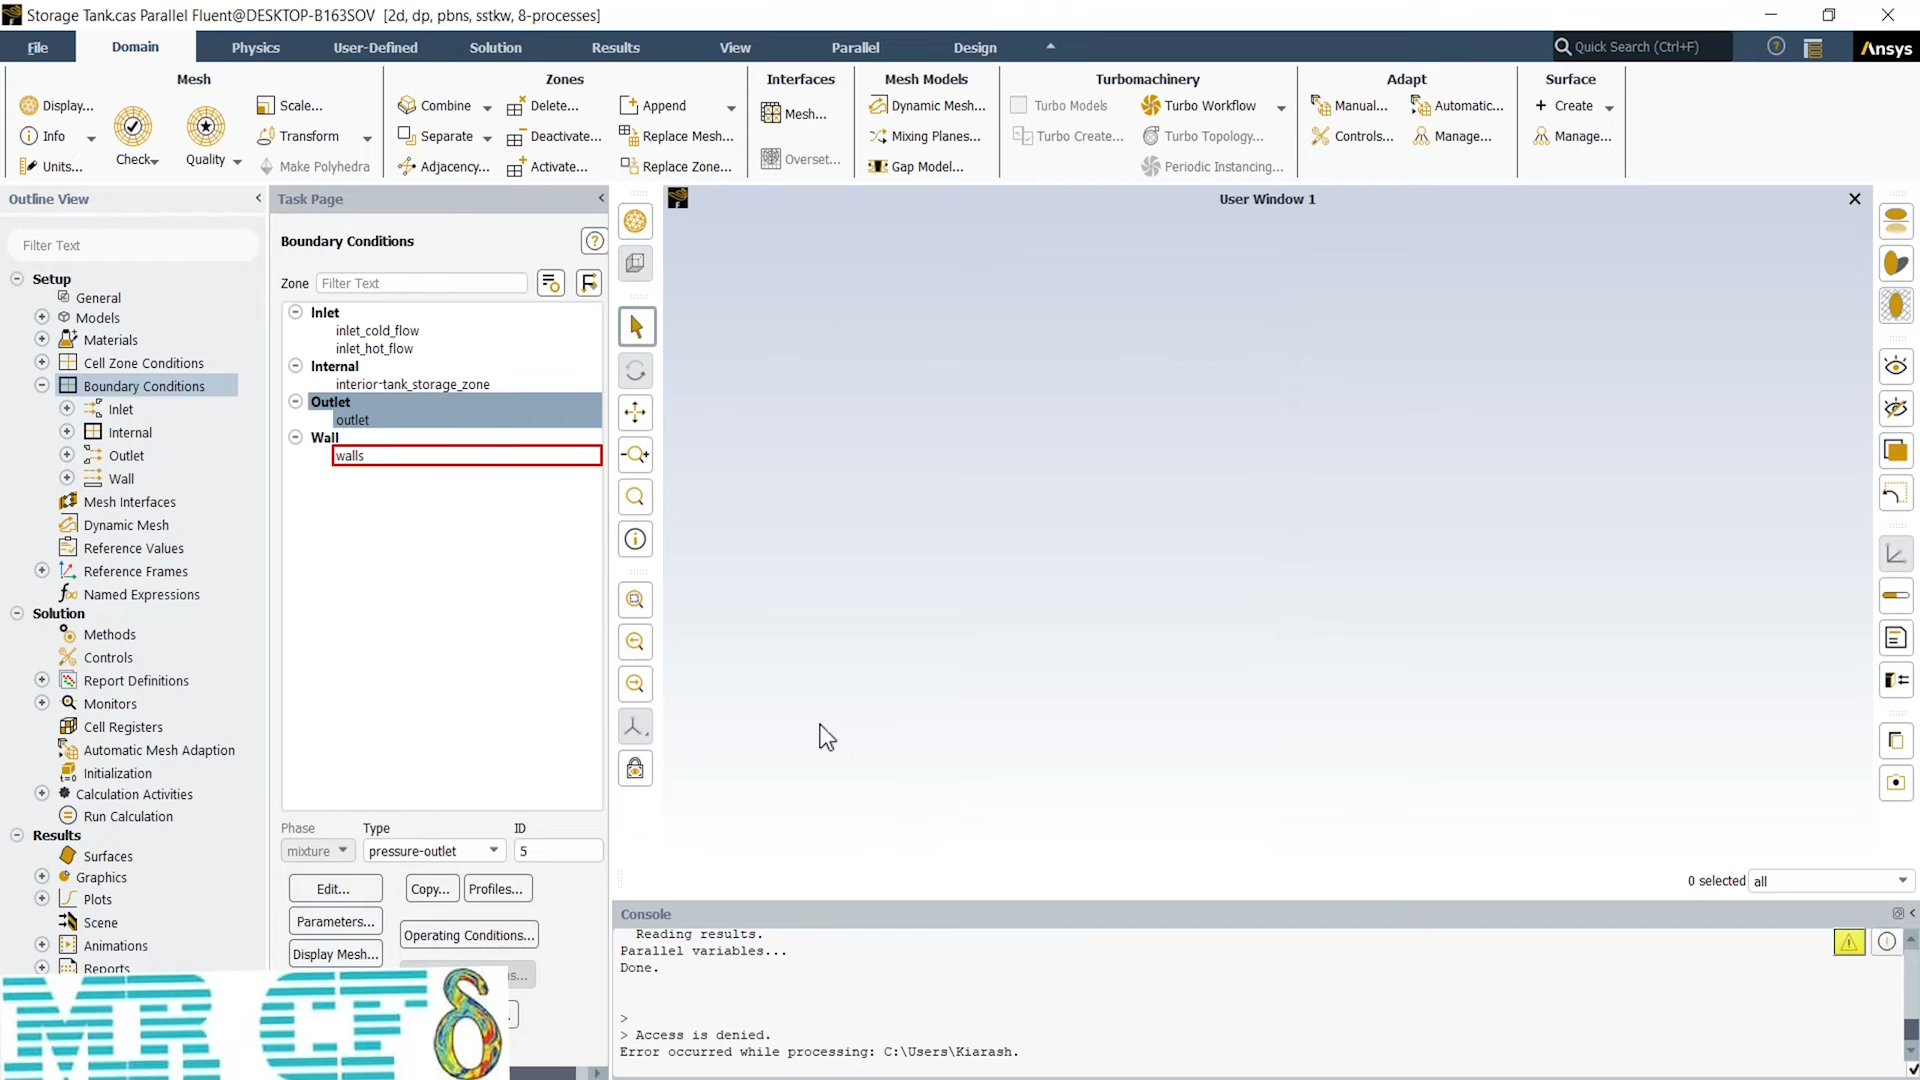 Storage Tank.cas Parallel Fluent@DESKTOP-B163SOV [2d, dp, pbns, sstkw, 8-processes]
File Domain Physics User-Defined Solution Results View Parallel Design Quick Search (Ctrl+F) Ansys
Mesh
Display...
Info
Units...
Check
Quality
Scale...
Transform
Make Polyhedra
Zones
Combine
Separate
Adjacency...
Delete...
Deactivate...
Activate...
Append
Replace Mesh...
Replace Zone...
Interfaces
Mesh...
Overset...
Mesh Models
Dynamic Mesh...
Mixing Planes...
Gap Model...
Turbomachinery
Turbo Models
Turbo Create...
Turbo Workflow
Turbo Topology...
Periodic Instancing...
Adapt
Manual...
Controls...
Automatic...
Manage...
Surface
Create
Manage...
Outline View
Filter Text
Setup
General
Models
Materials
Cell Zone Conditions
Boundary Conditions
Inlet
Internal
Outlet
Wall
Mesh Interfaces
Dynamic Mesh
Reference Values
Reference Frames
Named Expressions
Solution
Methods
Controls
Report Definitions
Monitors
Cell Registers
Automatic Mesh Adaption
Initialization
Calculation Activities
Run Calculation
Results
Surfaces
Graphics
Plots
Scene
Animations
Reports
Task Page
Boundary Conditions
Zone Filter Text
Inlet
inlet_cold_flow
inlet_hot_flow
Internal
interior-tank_storage_zone
Outlet
outlet
Wall
walls
Phase Type ID
mixture pressure-outlet 5
Edit... Copy... Profiles...
Parameters... Operating Conditions...
Display Mesh...
User Window 1
0 selected all
Console
Reading results.
Parallel variables...
Done.
>
> Access is denied.
Error occurred while processing: C:\Users\Kiarash.
MR CF